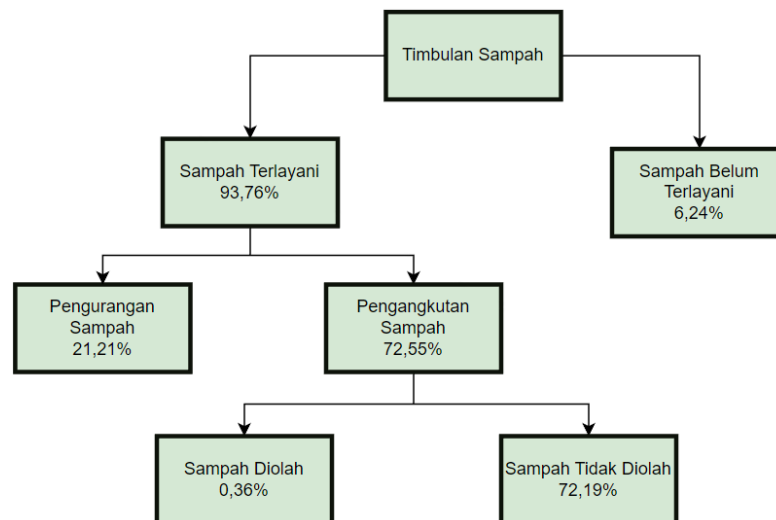 Timbulan Sampah
Sampah Terlayani
93,76%
Sampah Belum
Terlayani
6,24%
Pengurangan
Sampah
21,21%
Pengangkutan
Sampah
72,55%
Sampah Diolah
0,36%
Sampah Tidak Diolah
72,19%